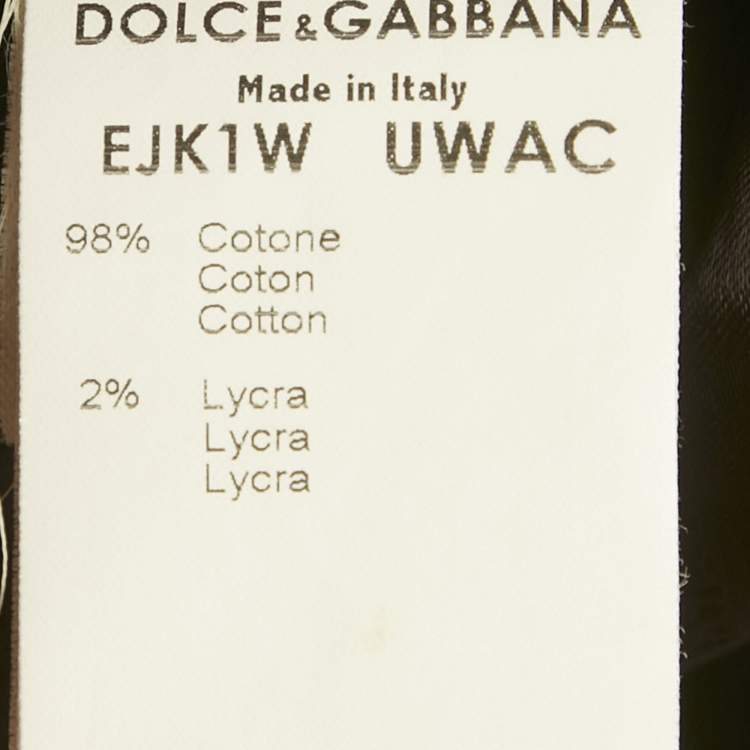 DOLCE&GABBANA
Made in Italy
EJK1W UWAC
98% Cotone
Coton
Cotton
2% Lycra
Lycra
Lycra